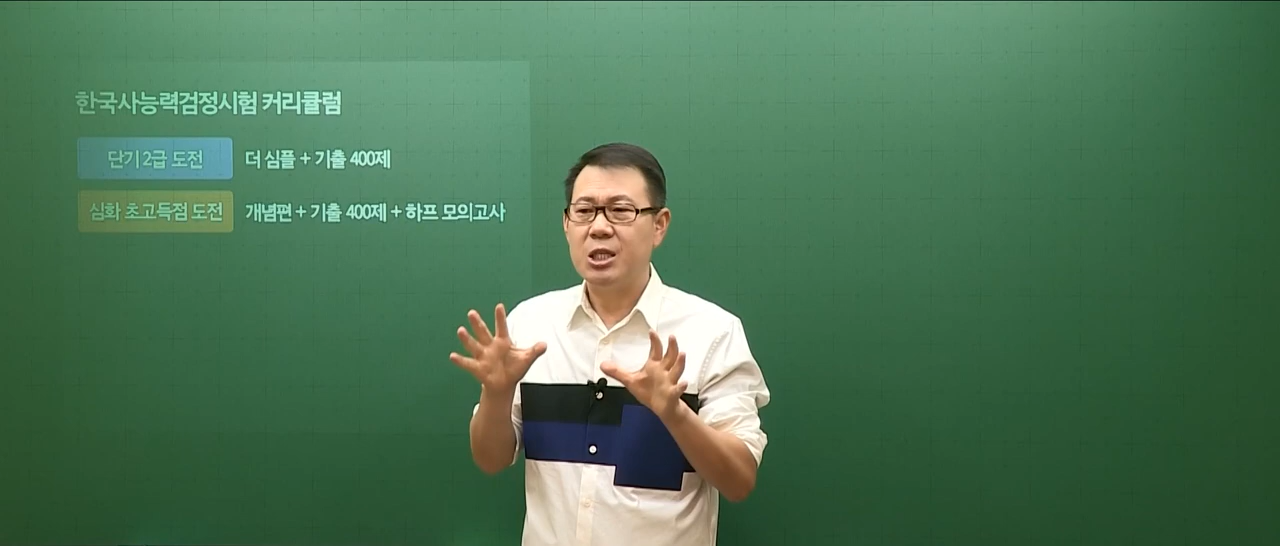 한국사능력검정시험 커리큘럼
단기 2급 도전 더 심플 + 기출 400제
심화 초고득점 도전 개념편 + 기출 400제 + 하프 모의고사